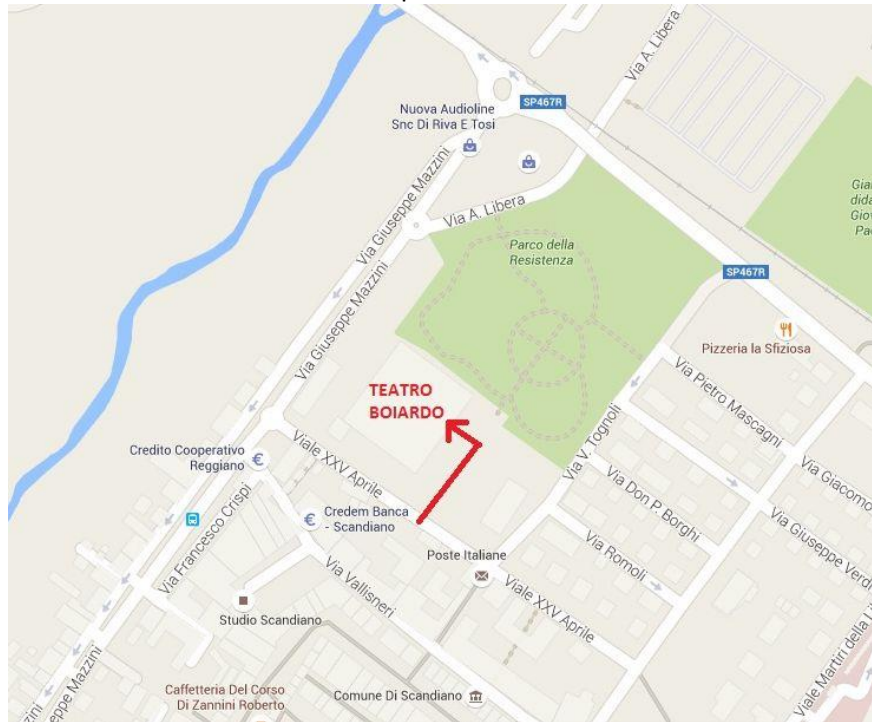 Via A. Libera
SP467R
Nuova Audioline
Snc Di Riva E Tosi
Via Giuseppe Mazzini
Via A. Libera
Parco della
Resistenza
SP467R
Via Giuseppe Mazzini
Pizzeria la Sfiziosa
TEATRO
BOIARDO
Via Pietro Mascagni
Via V. Tognoli
Credito Cooperativo
Reggiano
Viale XXV Aprile
Via Giacomo
Via Don P. Borghi
Via Giuseppe Verdi
Credem Banca
- Scandiano
Via Francesco Crispi
Via Romoli
Poste Italiane
Via Vallisneri
Viale XXV Aprile
Studio Scandiano
Viale Martiri della
Caffetteria Del Corso
Di Zannini Roberto
Comune Di Scandiano
Giuseppe Mazzini